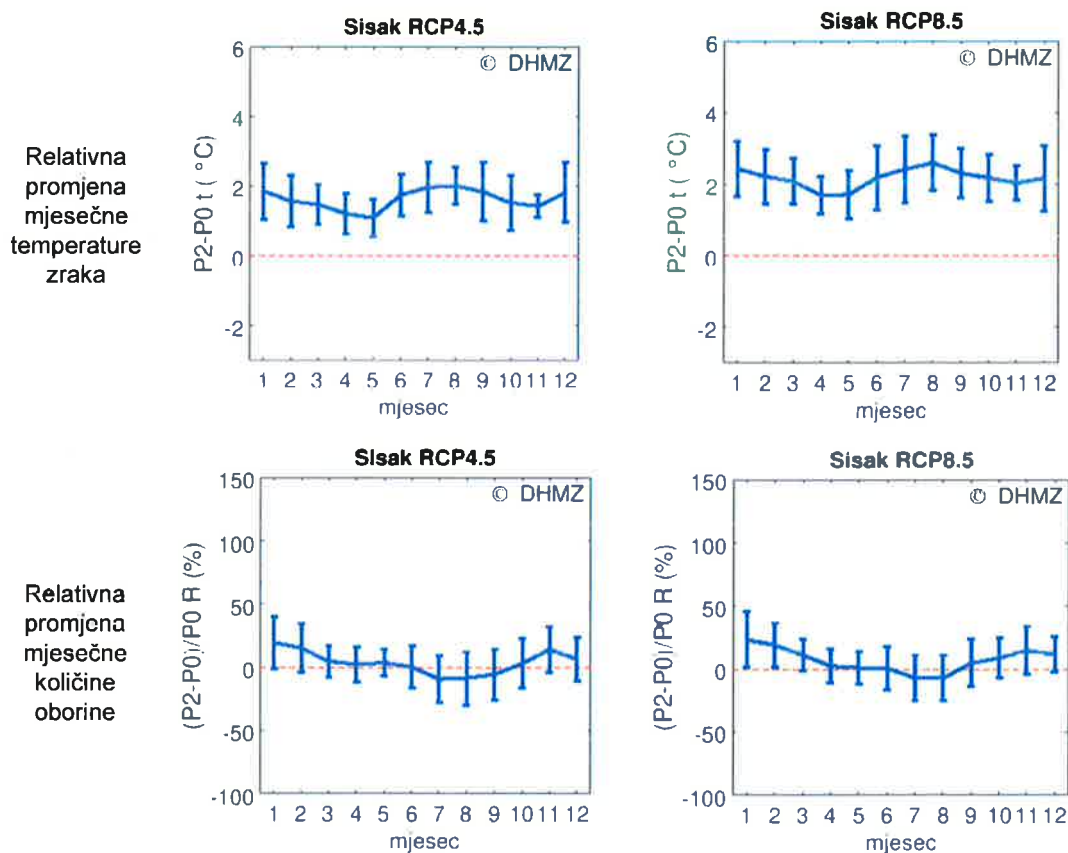 Relativna
promjena
mjesečne
temperature
zraka
Sisak RCP4.5
© DHMZ
P2-P0 t ( °C)
6
4
2
0
-2
1 2 3 4 5 6 7 8 9 10 11 12
mjesec
Sisak RCP8.5
© DHMZ
P2-P0 t ( °C)
6
4
2
0
-2
1 2 3 4 5 6 7 8 9 10 11 12
mjesec
Relativna
promjena
mjesečne
količine
oborine
Sisak RCP4.5
© DHMZ
(P2-P0)/P0 R (%)
150
100
50
0
-50
-100
1 2 3 4 5 6 7 8 9 10 11 12
mjesec
Sisak RCP8.5
© DHMZ
(P2-P0)/P0 R (%)
150
100
50
0
-50
-100
1 2 3 4 5 6 7 8 9 10 11 12
mjesec